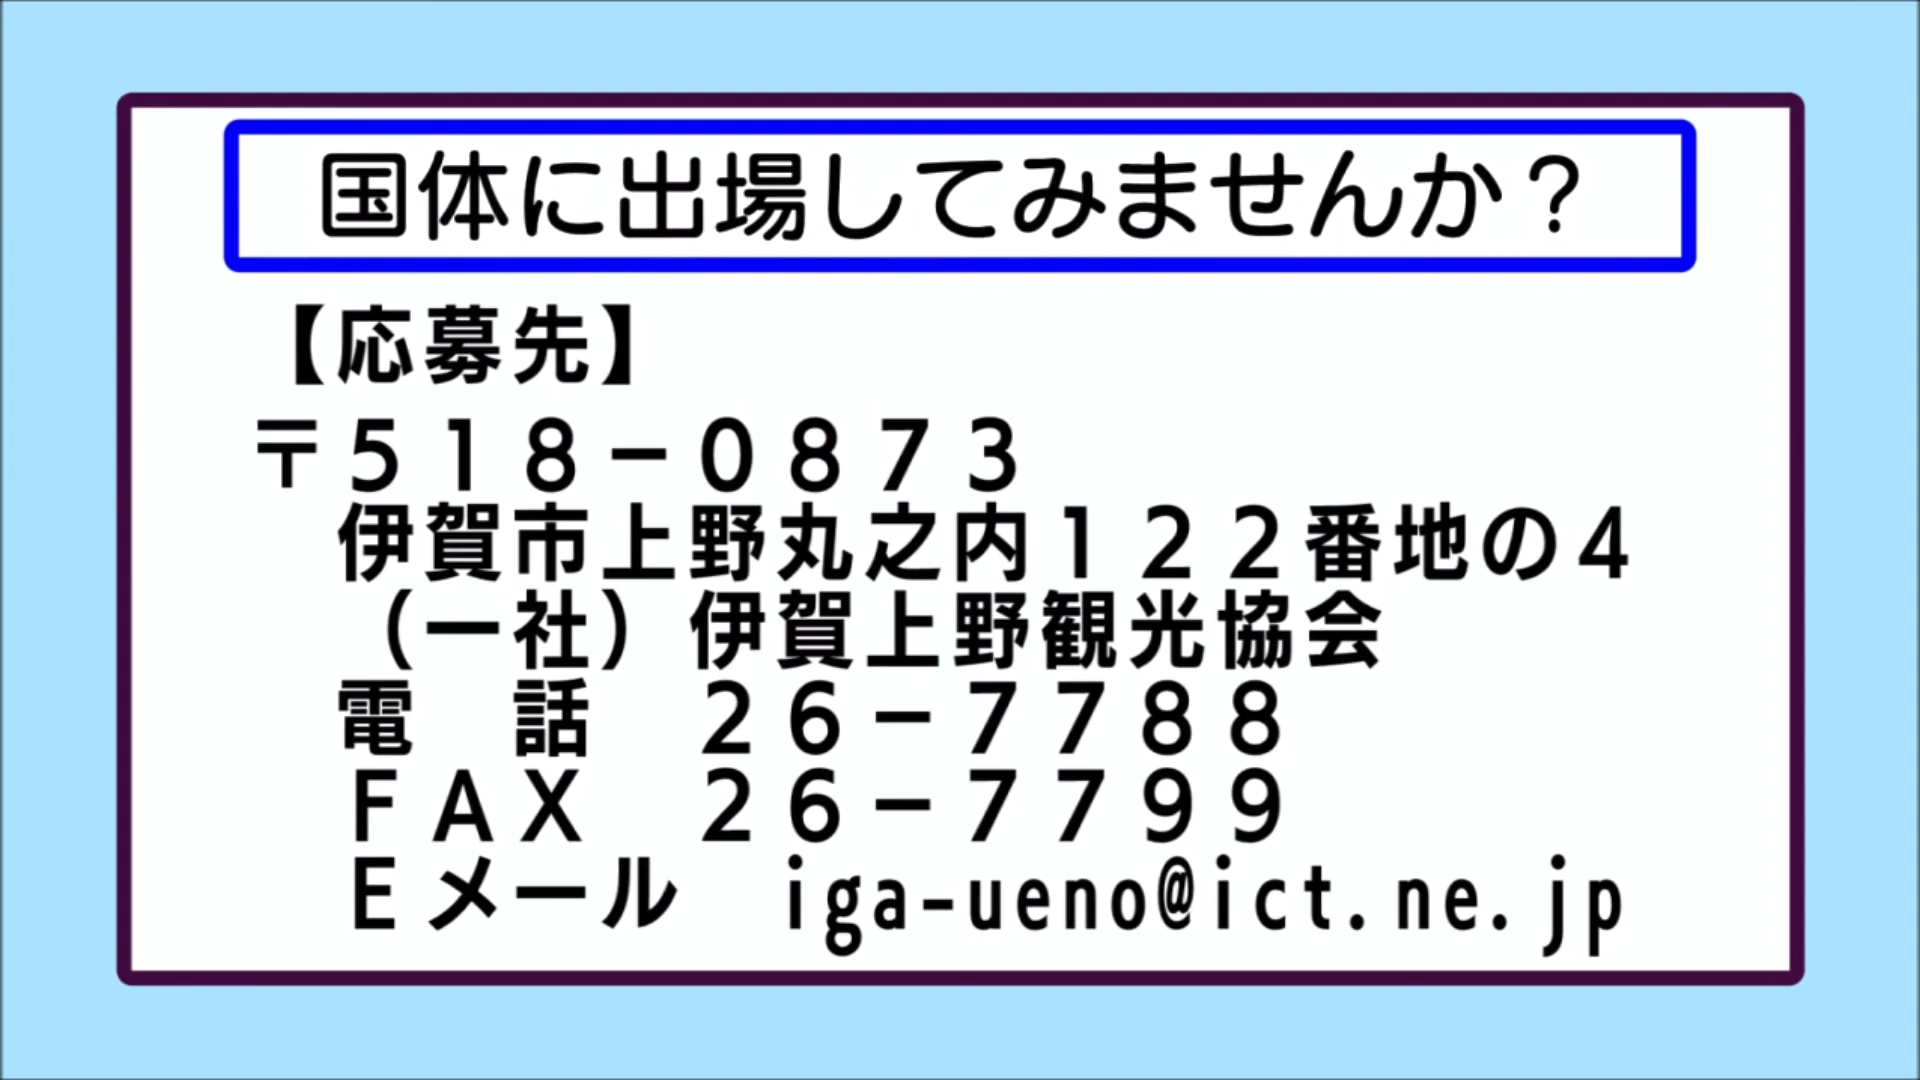 国体に出場してみませんか？
【応募先】
〒５１８－０８７３
伊賀市上野丸之内１２２番地の４
（一社）伊賀上野観光協会
電　話　２６－７７８８
ＦＡＸ　２６－７７９９
Ｅメール　iga-ueno@ict.ne.jp